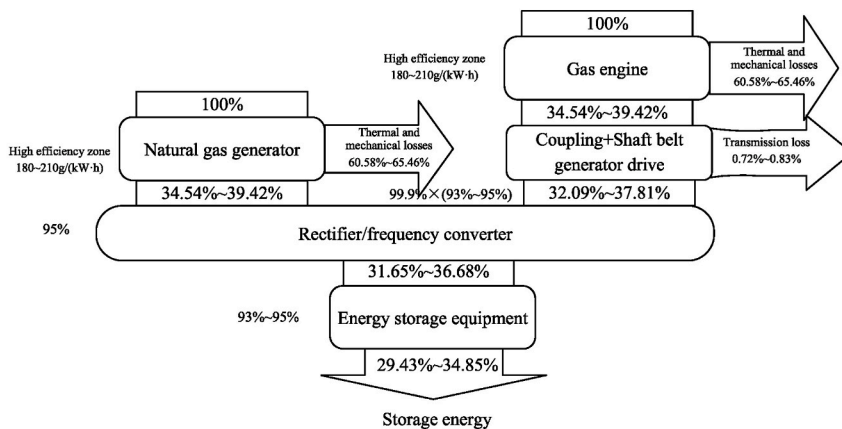 100%
High efficiency zone
180~210g/(kW·h)
Gas engine
Thermal and
mechanical losses
60.58%~65.46%
34.54%~39.42%
100%
High efficiency zone
180~210g/(kW·h)
Natural gas generator
Thermal and
mechanical losses
60.58%~65.46%
Coupling+Shaft belt
generator drive
Transmission loss
0.72%~0.83%
34.54%~39.42%
99.9%×(93%~95%)
32.09%~37.81%
95%
Rectifier/frequency converter
31.65%~36.68%
93%~95%
Energy storage equipment
29.43%~34.85%
Storage energy